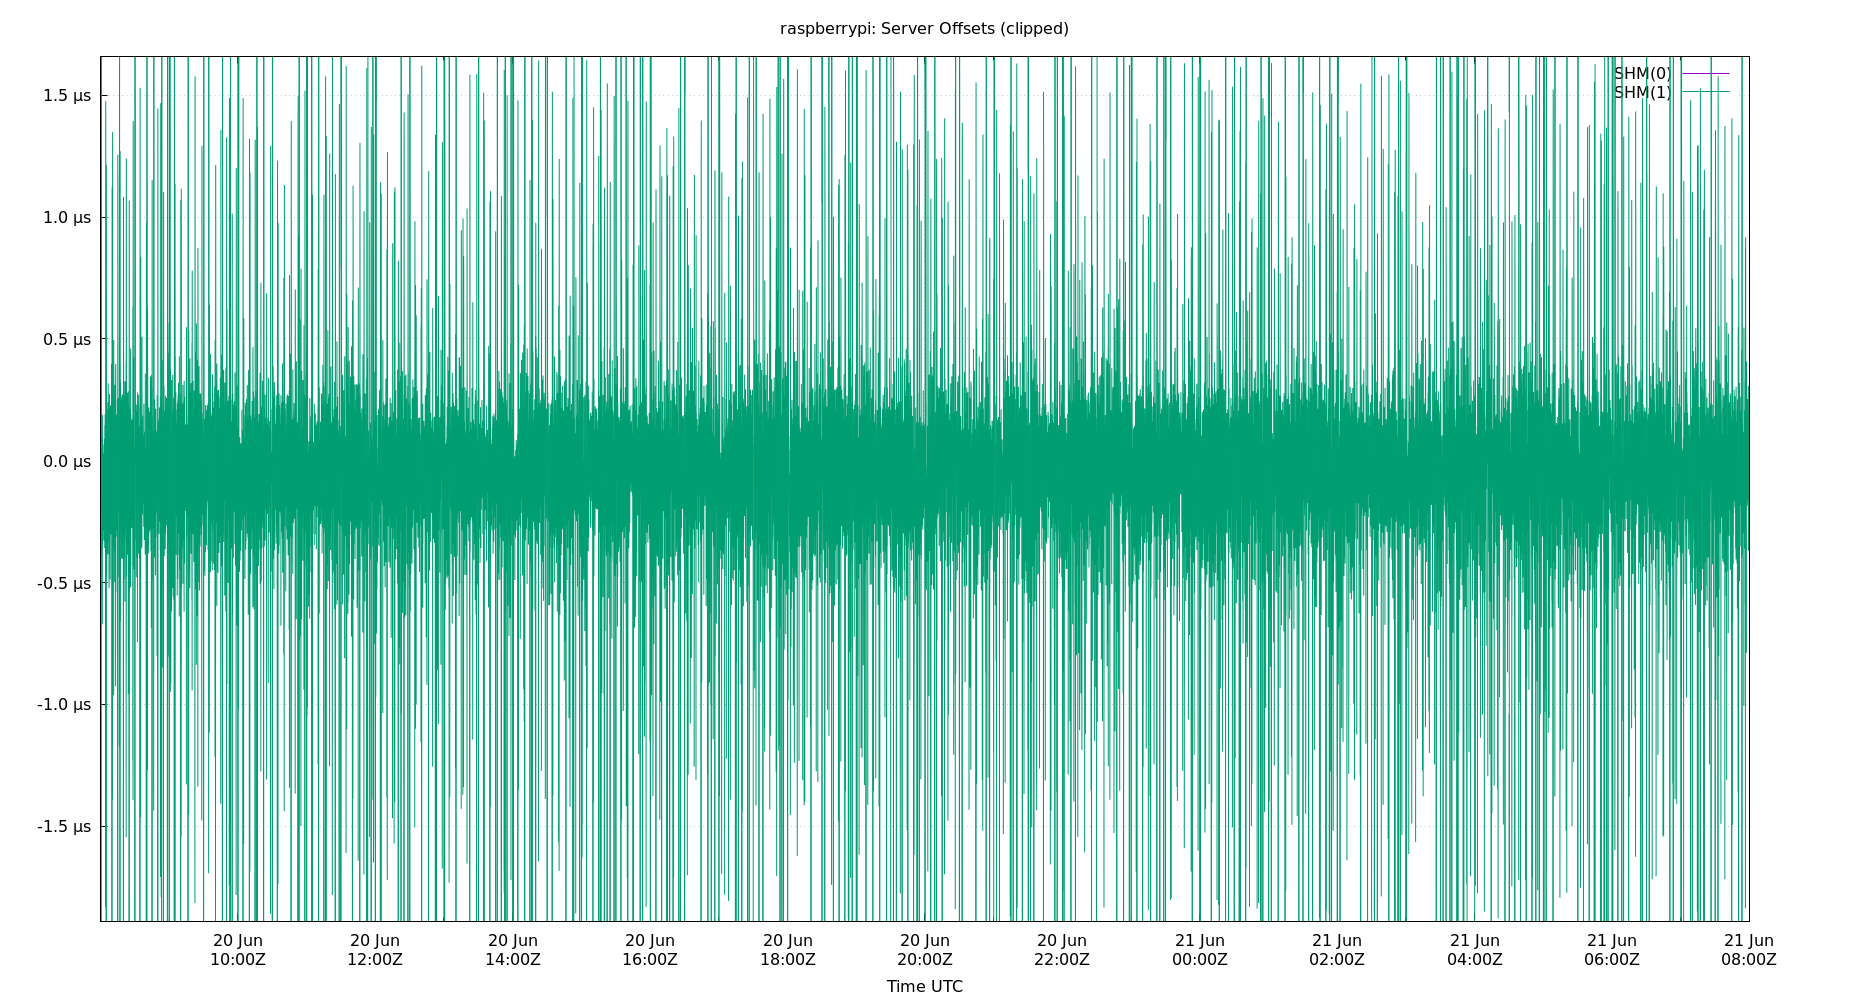 raspberrypi: Server Offsets (clipped)
SHM(0)
SHM(1)
1.5 µs
1.0 µs
0.5 µs
0.0 µs
-0.5 µs
-1.0 µs
-1.5 µs
20 Jun 20 Jun 20 Jun 20 Jun 20 Jun 20 Jun 20 Jun 21 Jun 21 Jun 21 Jun 21 Jun 21 Jun
10:00Z 12:00Z 14:00Z 16:00Z 18:00Z 20:00Z 22:00Z 00:00Z 02:00Z 04:00Z 06:00Z 08:00Z
Time UTC